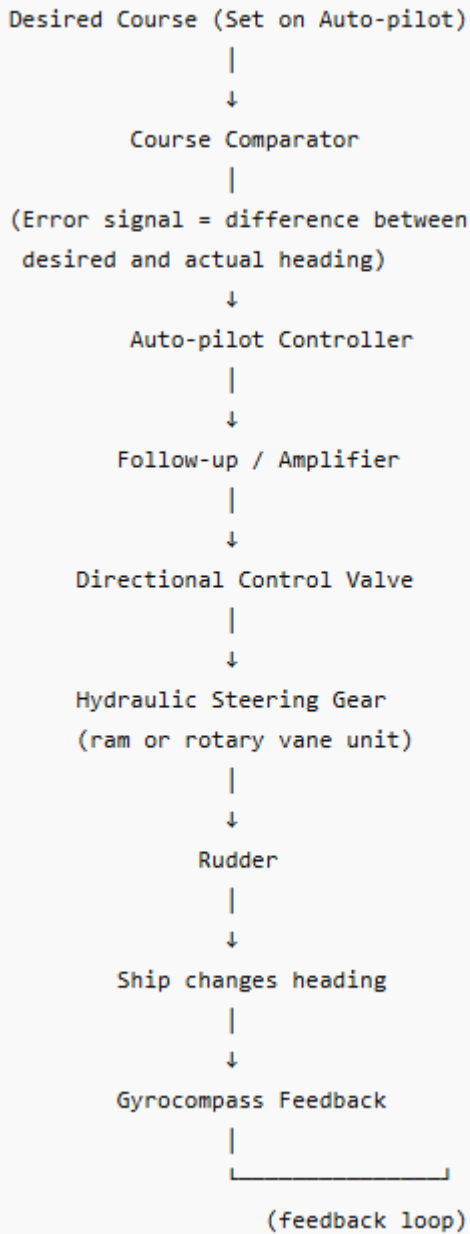 Desired Course (Set on Auto-pilot)
Course Comparator
(Error signal = difference between
desired and actual heading)
Auto-pilot Controller
Follow-up / Amplifier
Directional Control Valve
Hydraulic Steering Gear
(ram or rotary vane unit)
Rudder
Ship changes heading
Gyrocompass Feedback
(feedback loop)